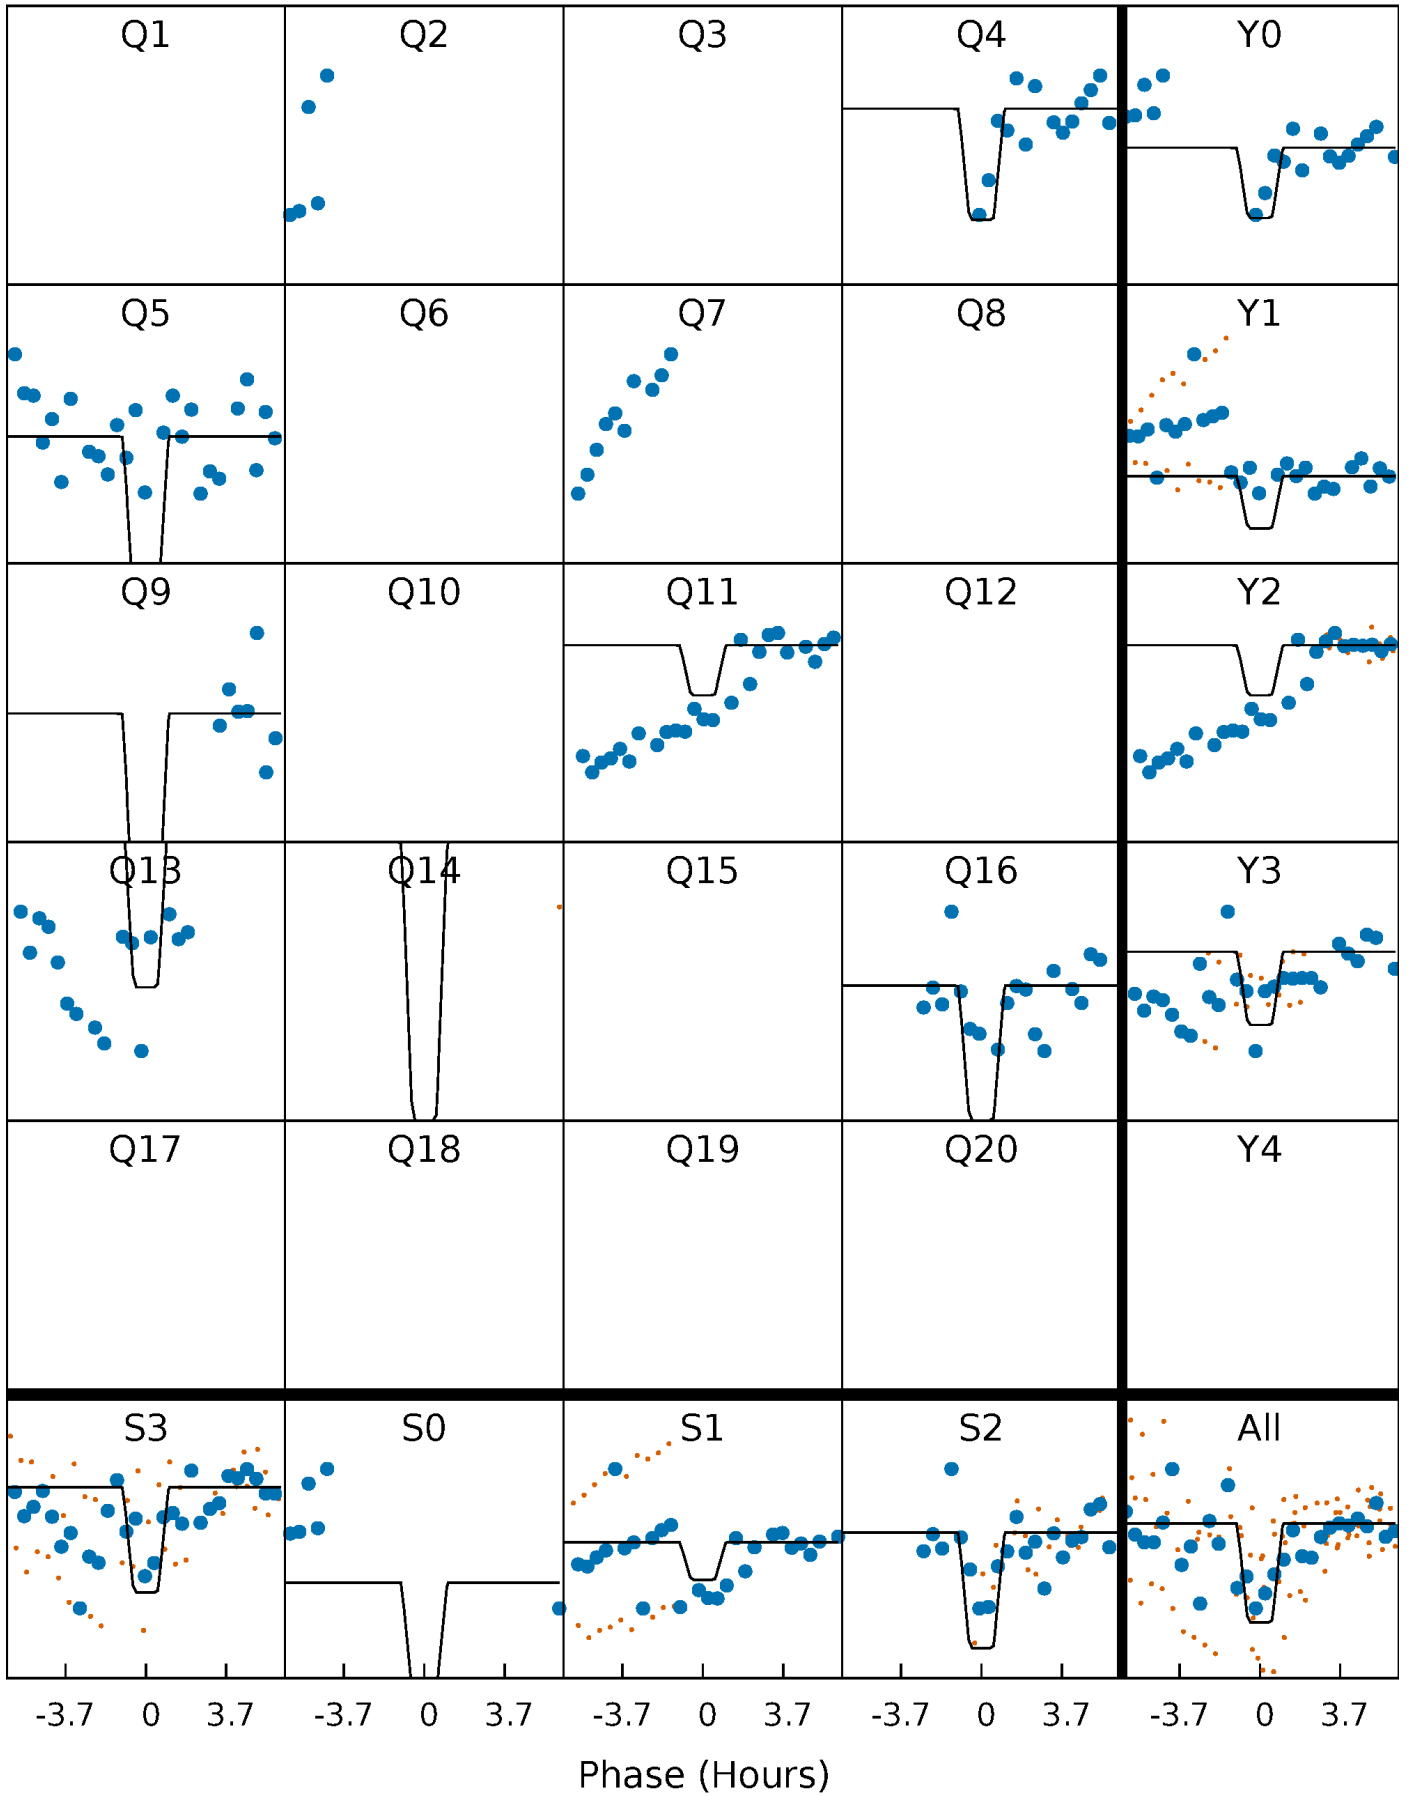 Q1 Q2 Q3 Q4 Y0
Q5 Q6 Q7 Q8 Y1
Q9 Q10 Q11 Q12 Y2
Q13 Q14 Q15 Q16 Y3
Q17 Q18 Q19 Q20 Y4
S3 S0 S1 S2 All
-3.7 0 3.7 -3.7 0 3.7 -3.7 0 3.7 -3.7 0 3.7 -3.7 0 3.7
Phase (Hours)